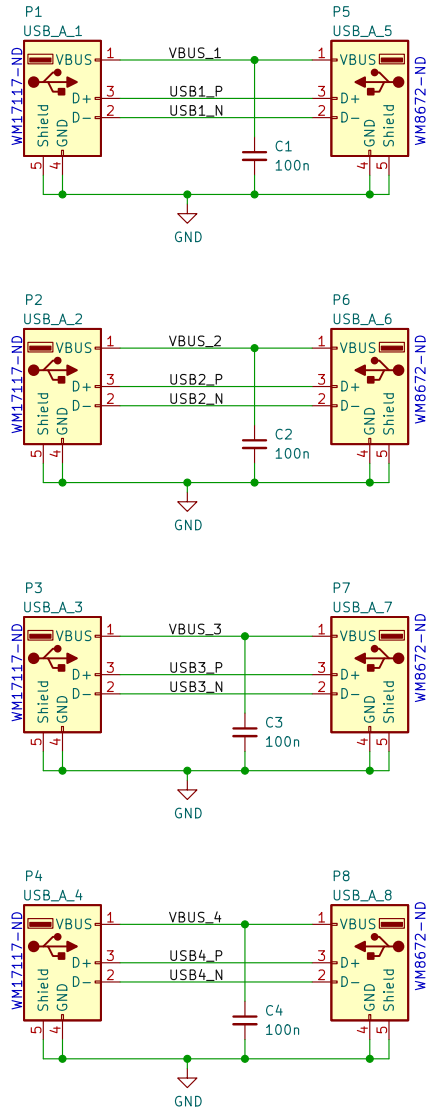 P1
P5
USB_A_1
USB_A_5
WM17117-ND
WM8672-ND
VBUS 1 VBUS_1 1 VBUS
D+ 3 USB1_P 3 D+
D- 2 USB1_N 2 D-
Shield GND
C1
100n
GND Shield
5 4
4 5
GND
P2
P6
USB_A_2
USB_A_6
WM17117-ND
WM8672-ND
VBUS 1 VBUS_2 1 VBUS
D+ 3 USB2_P 3 D+
D- 2 USB2_N 2 D-
Shield GND
C2
100n
GND Shield
5 4
4 5
GND
P3
P7
USB_A_3
USB_A_7
WM17117-ND
WM8672-ND
VBUS 1 VBUS_3 1 VBUS
D+ 3 USB3_P 3 D+
D- 2 USB3_N 2 D-
Shield GND
C3
100n
GND Shield
5 4
4 5
GND
P4
P8
USB_A_4
USB_A_8
WM17117-ND
WM8672-ND
VBUS 1 VBUS_4 1 VBUS
D+ 3 USB4_P 3 D+
D- 2 USB4_N 2 D-
Shield GND
C4
100n
GND Shield
5 4
4 5
GND